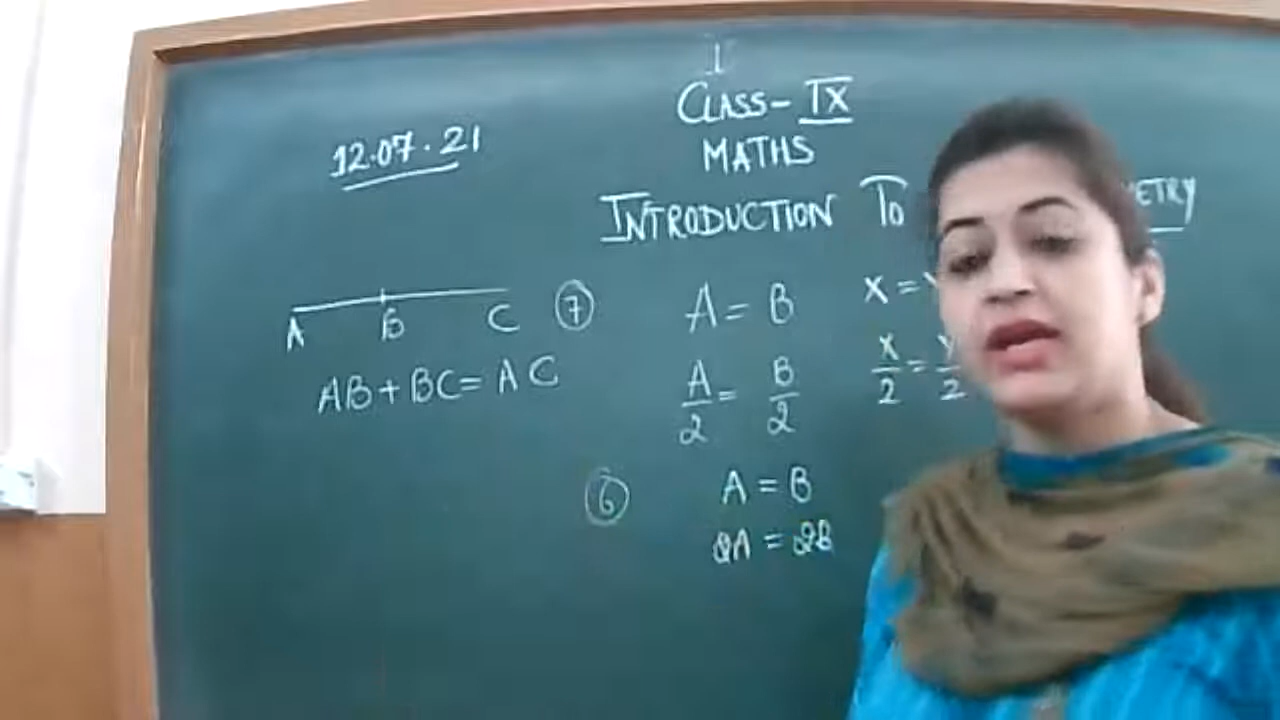 I
CLASS- IX
MATHS
12.07.21
INTRODUCTION TO
A B C
AB + BC = AC
7
A = B
A/2 = B/2
X =
X/2 = Y/2
6
A = B
2A = 2B